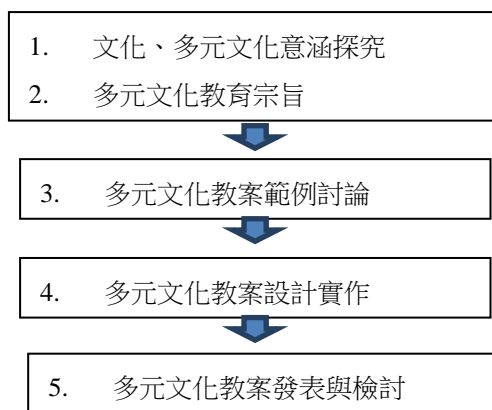 1. 文化、多元文化意涵探究
2. 多元文化教育宗旨
3. 多元文化教案範例討論
4. 多元文化教案設計實作
5. 多元文化教案發表與檢討